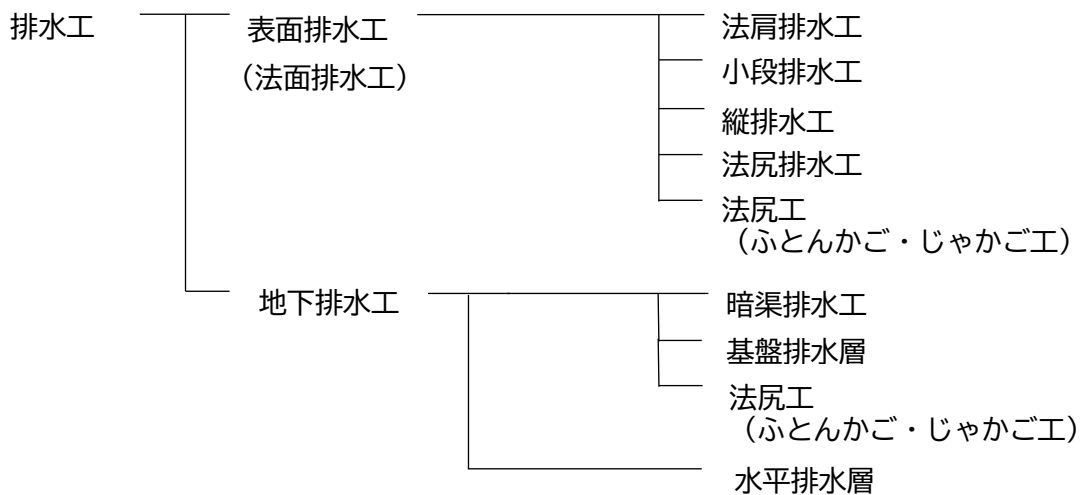 排水工
表面排水工
（法面排水工）
法肩排水工
小段排水工
縦排水工
法尻排水工
法尻工
（ふとんかご・じゃかご工）
地下排水工
暗渠排水工
基盤排水層
法尻工
（ふとんかご・じゃかご工）
水平排水層